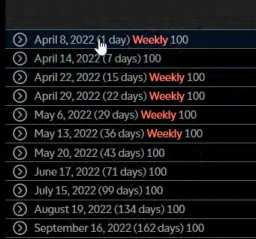 April 8, 2022 (1 day) Weekly 100
April 14, 2022 (7 days) 100
April 22, 2022 (15 days) Weekly 100
April 29, 2022 (22 days) Weekly 100
May 6, 2022 (29 days) Weekly 100
May 13, 2022 (36 days) Weekly 100
May 20, 2022 (43 days) 100
June 17, 2022 (71 days) 100
July 15, 2022 (99 days) 100
August 19, 2022 (134 days) 100
September 16, 2022 (162 days) 100